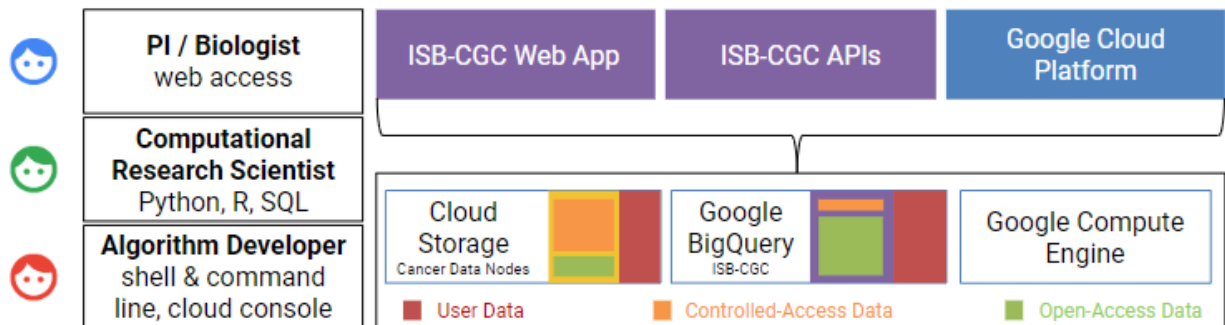 PI / Biologist
web access
Computational
Research Scientist
Python, R, SQL
Algorithm Developer
shell & command
line, cloud console
ISB-CGC Web App
ISB-CGC APIs
Google Cloud
Platform
Cloud
Storage
Cancer Data Nodes
Google
BigQuery
ISB-CGC
Google Compute
Engine
User Data
Controlled-Access Data
Open-Access Data